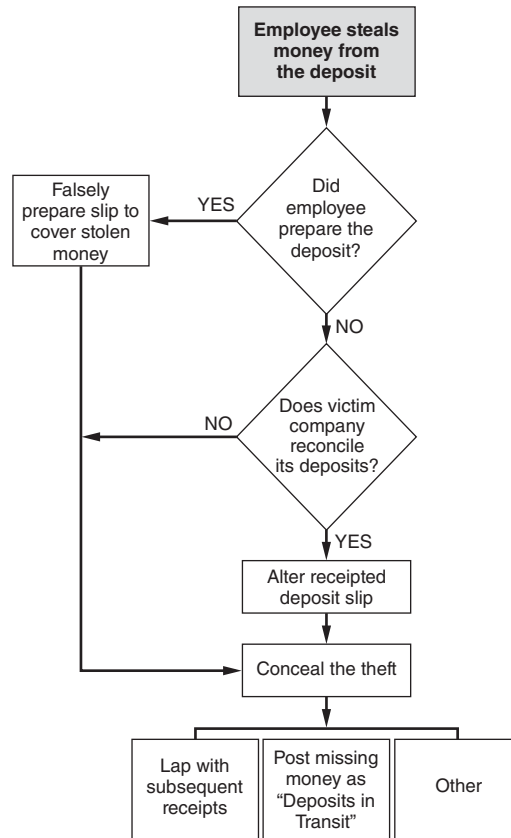 Employee steals
money from
the deposit
Did
employee
prepare the
deposit?
YES
Falsely
prepare slip to
cover stolen
money
NO
Does victim
company
reconcile
its deposits?
NO
YES
Alter receipted
deposit slip
Conceal the theft
Lap with
subsequent
receipts
Post missing
money as
“Deposits in
Transit”
Other